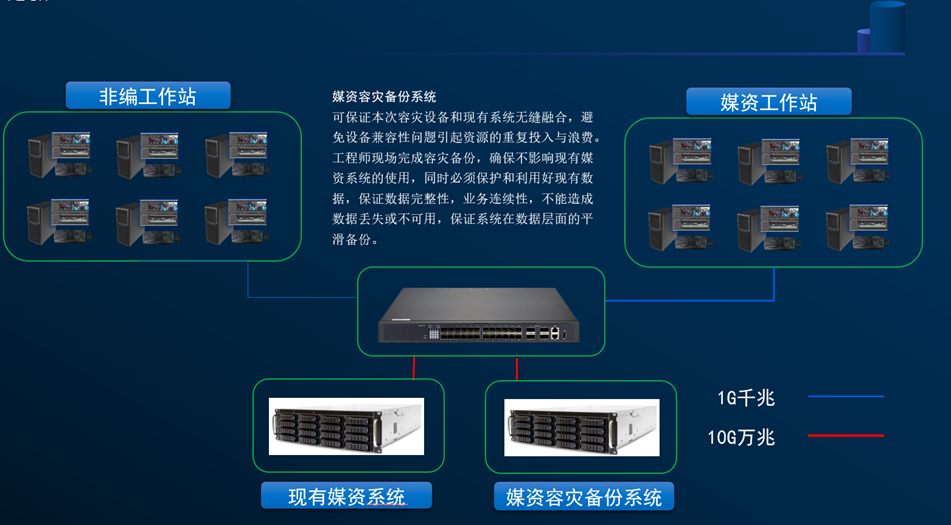 非编工作站
媒资容灾备份系统
可保证本次容灾设备和现有系统无缝融合，避
免设备兼容性问题引起资源的重复投入与浪费。
工程师现场完成容灾备份，确保不影响现有媒
资系统的使用，同时必须保护和利用好现有数
据，保证数据完整性，业务连续性，不能造成
数据丢失或不可用，保证系统在数据层面的平
滑备份。
媒资工作站
1G千兆
10G万兆
现有媒资系统
媒资容灾备份系统